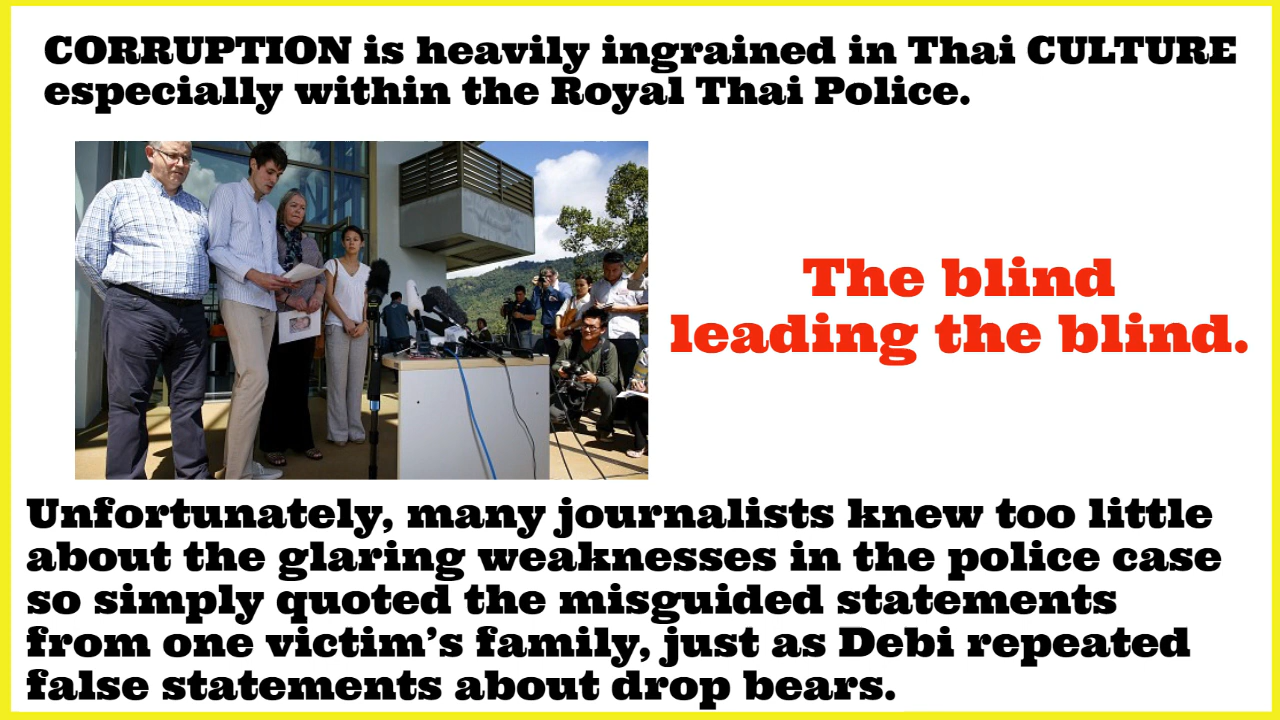 CORRUPTION is heavily ingrained in Thai CULTURE
especially within the Royal Thai Police.
The blind
leading the blind.
Unfortunately, many journalists knew too little
about the glaring weaknesses in the police case
so simply quoted the misguided statements
from one victim’s family, just as Debi repeated
false statements about drop bears.